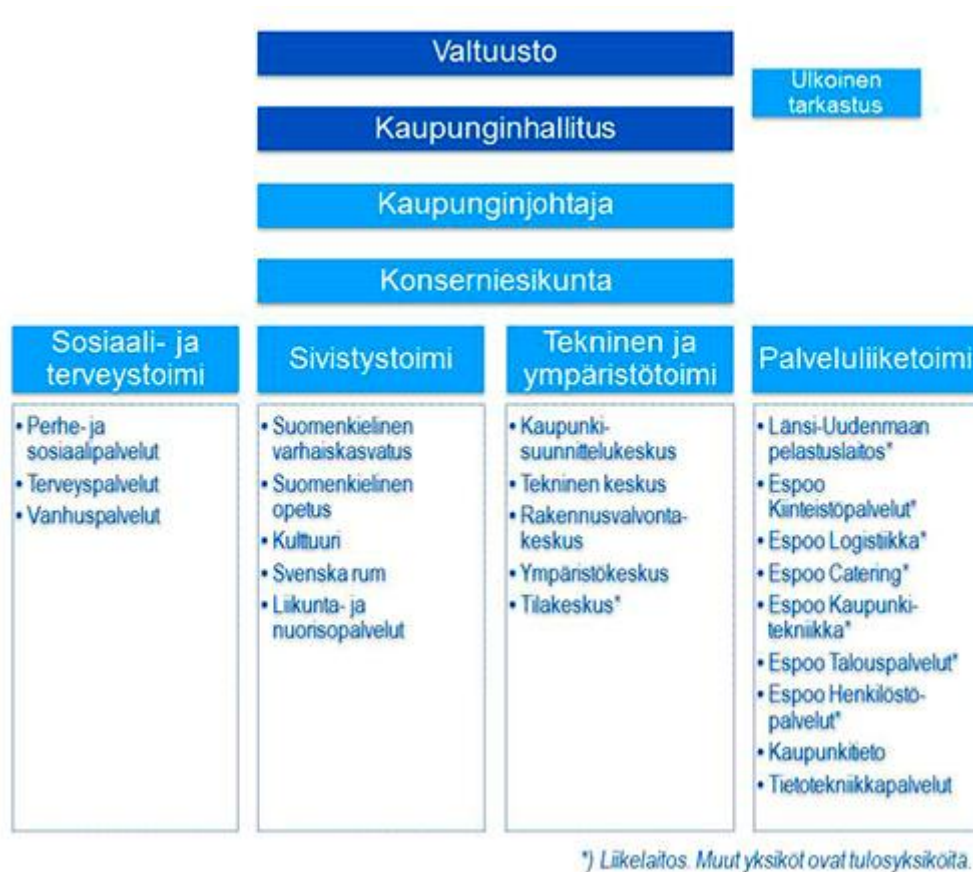 Valtuusto
Ulkoinen
tarkastus
Kaupunginhallitus
Kaupunginjohtaja
Konserniesikunta
Sosiaali- ja
terveystoimi
• Perhe- ja
sosiaalipalvelut
• Terveyspalvelut
• Vanhuspalvelut
Sivistystoimi
• Suomenkielinen
varhaiskasvatus
• Suomenkielinen
opetus
• Kulttuuri
• Svenska rum
• Liikunta- ja
nuorisopalvelut
Tekninen ja
ympäristötoimi
• Kaupunki-
suunnittelukeskus
• Tekninen keskus
• Rakennusvalvonta-
keskus
• Ympäristökeskus
• Tilakeskus*
Palveluliiketoimi
• Länsi-Uudenmaan
pelastuslaitos*
• Espoo
Kiinteistöpalvelut*
• Espoo Logistiikka*
• Espoo Catering*
• Espoo Kaupunki-
tekniikka*
• Espoo Talouspalvelut*
• Espoo Henkilöstö-
palvelut*
• Kaupunkitieto
• Tietotekniikkapalvelut
*) Liikelaitos. Muut yksiköt ovat tulosyksiköitä.